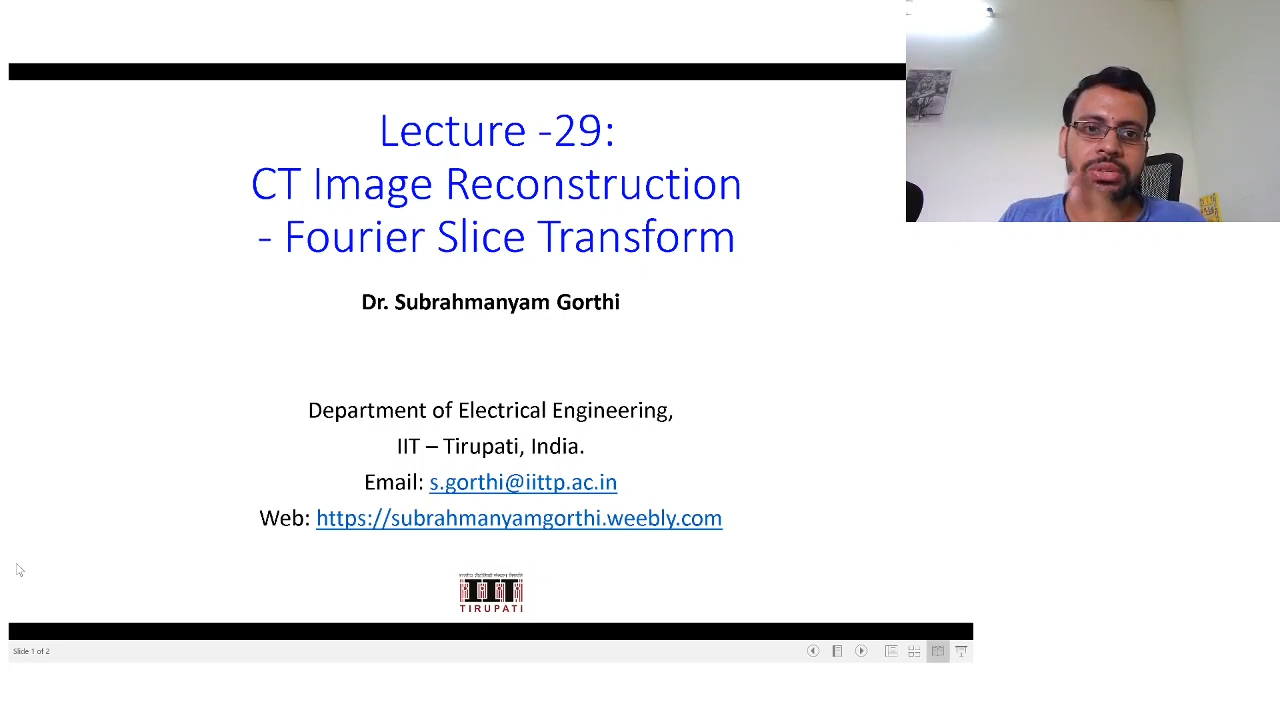 Lecture -29:
CT Image Reconstruction
- Fourier Slice Transform
Dr. Subrahmanyam Gorthi
Department of Electrical Engineering,
IIT – Tirupati, India.
Email: s.gorthi@iittp.ac.in
Web: https://subrahmanyamgorthi.weebly.com
IIT
TIRUPATI
Slide 1 of 2